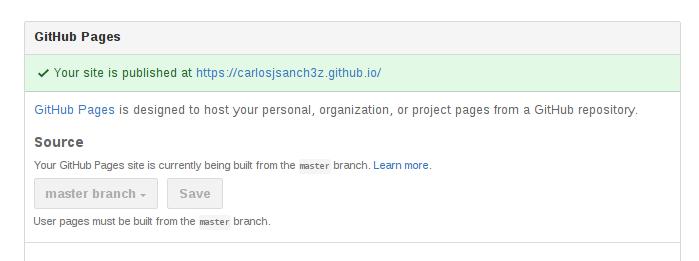 GitHub Pages
Your site is published at https://carlosjsanch3z.github.io/
GitHub Pages is designed to host your personal, organization, or project pages from a GitHub repository.
Source
Your GitHub Pages site is currently being built from the master branch. Learn more.
master branch Save
User pages must be built from the master branch.